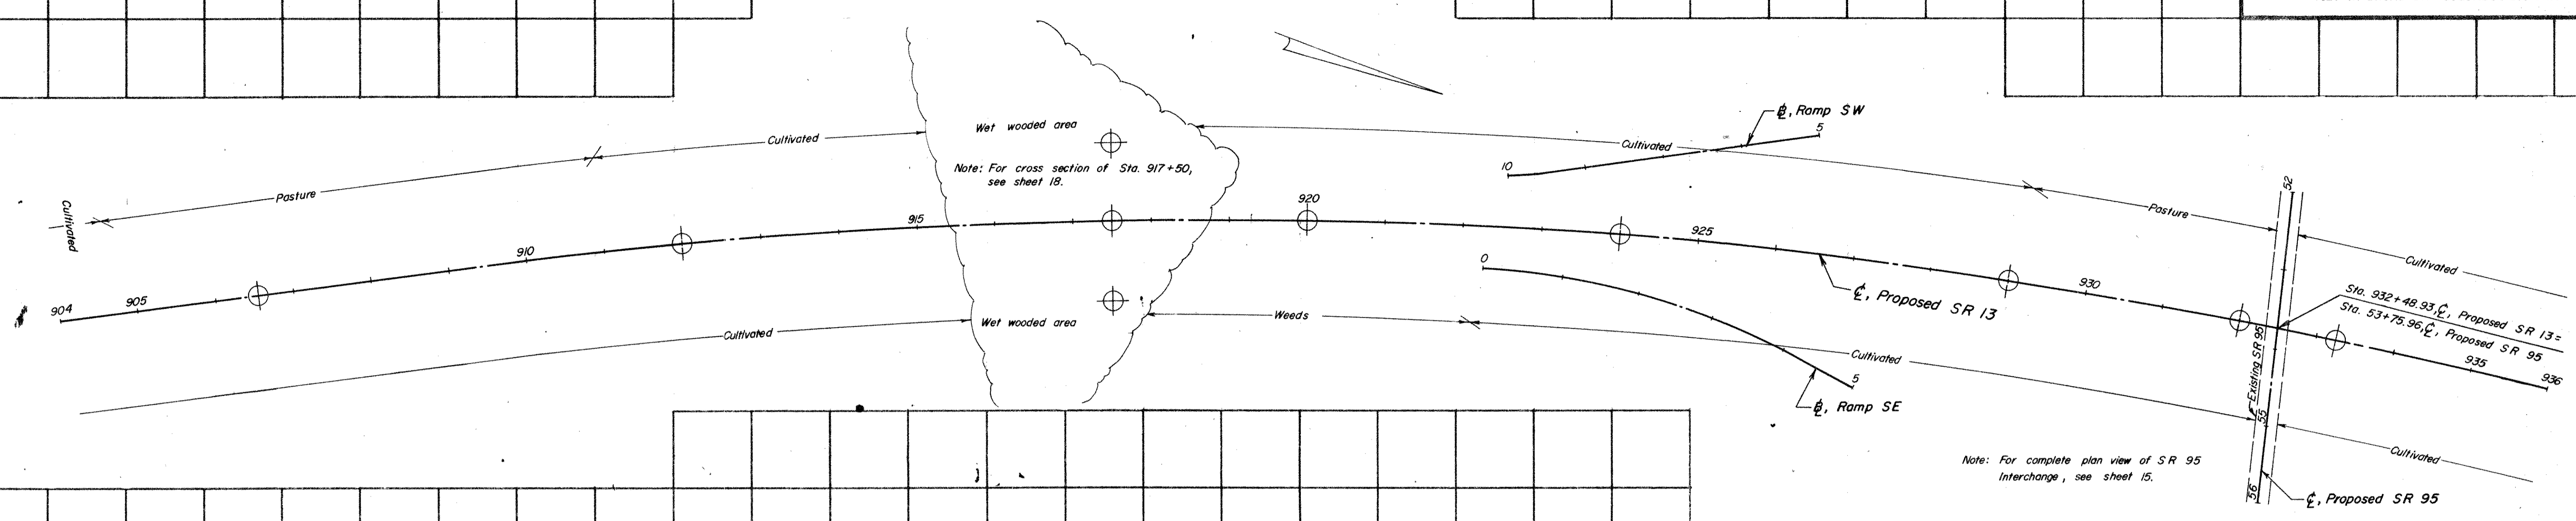 ℄, Ramp SW
5
10
Wet wooded area
Note: For cross section of Sta. 917+50,
see sheet 18.
Cultivated
Cultivated
Pasture
Cultivated
Pasture
52
Cultivated
904
905
910
915
920
925
930
935
936
0
℄, Proposed SR 13
Sta. 932+48.93, ℄, Proposed SR 13 =
Sta. 53+75.96, ℄, Proposed SR 95
Wet wooded area
Weeds
Cultivated
Cultivated
5
℄, Ramp SE
℄ Existing SR 95
55
Cultivated
Note: For complete plan view of SR 95
Interchange, see sheet 15.
56
℄, Proposed SR 95